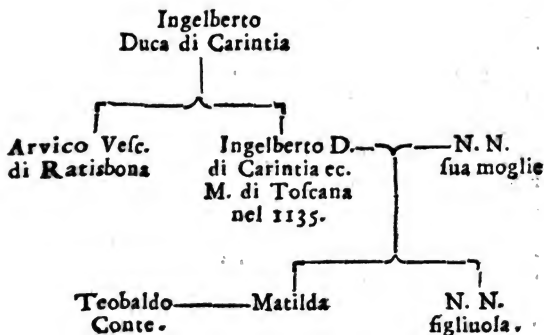 Ingelberto
Duca di Carintia
Arvico Veſc.
di Ratisbona
Ingelberto D.
di Carintia ec.
M. di Toſcana
nel 1135.
N. N.
ſua moglie
Teobaldo
Conte.
Matilda
N. N.
figliuola.